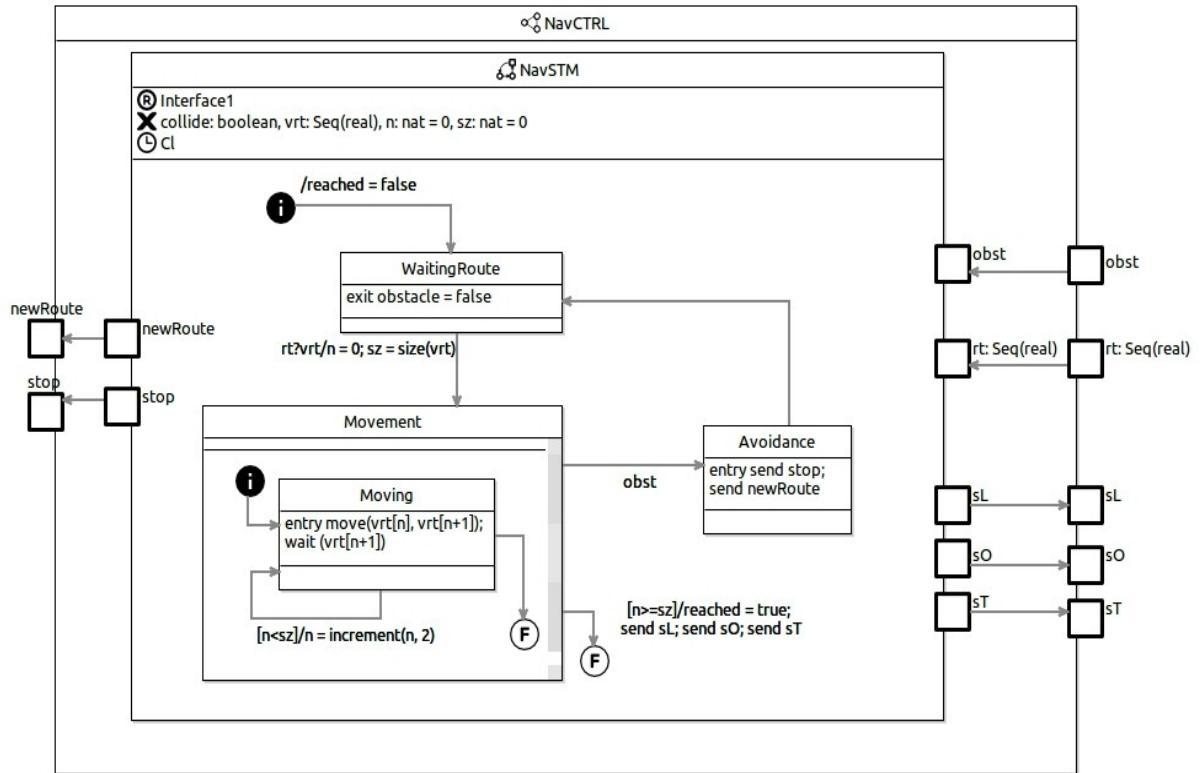 NavCTRL
NavSTM
R Interface1
collide: boolean, vrt: Seq(real), n: nat = 0, sz: nat = 0
Cl
/reached = false
i
WaitingRoute
exit obstacle = false
obst
obst
newRoute
newRoute
rt?vrt/n = 0; sz = size(vrt)
rt: Seq(real)
rt: Seq(real)
stop
stop
Movement
Avoidance
entry send stop;
send newRoute
obst
i
Moving
entry move(vrt[n], vrt[n+1]);
wait (vrt[n+1])
sL
sL
sO
sO
sT
sT
[n<sz]/n = increment(n, 2)
F
[n>=sz]/reached = true;
send sL; send sO; send sT
F